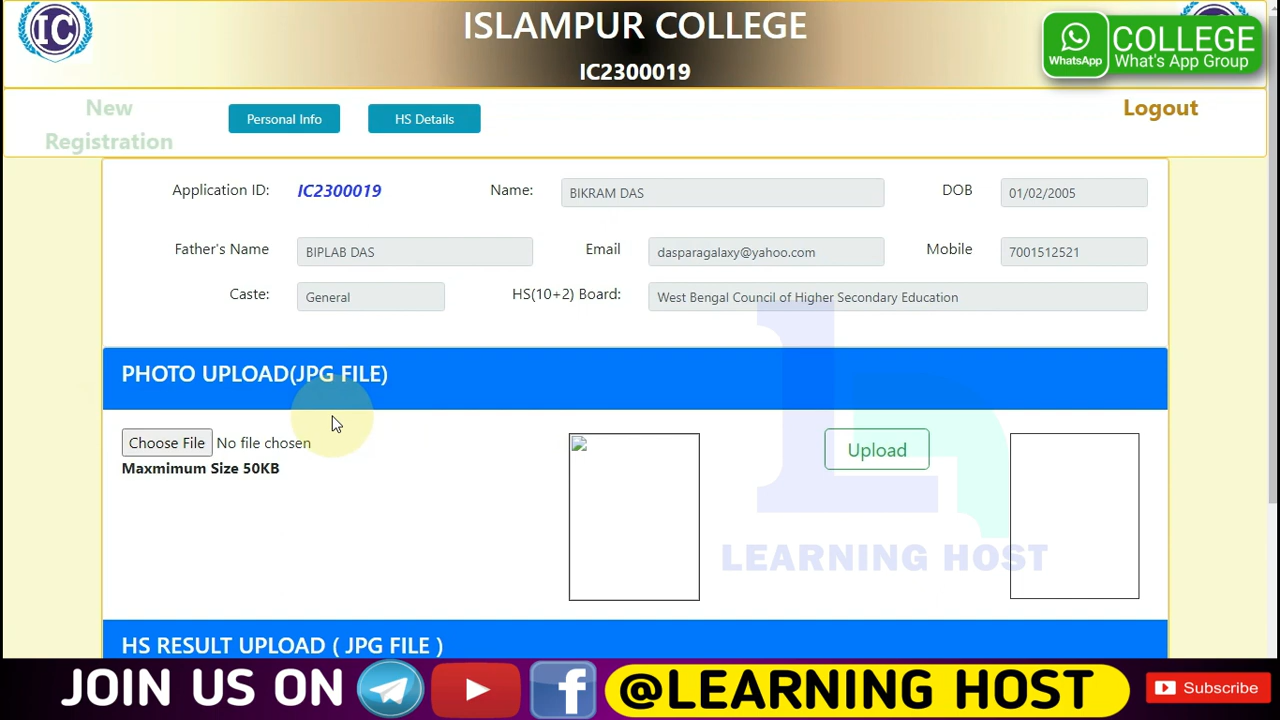 IC
ISLAMPUR COLLEGE
IC2300019
WhatsApp
COLLEGE
What's App Group
New
Registration
Personal Info
HS Details
Logout
Application ID:
IC2300019
Name:
BIKRAM DAS
DOB
01/02/2005
Father's Name
BIPLAB DAS
Email
dasparagalaxy@yahoo.com
Mobile
7001512521
Caste:
General
HS(10+2) Board:
West Bengal Council of Higher Secondary Education
PHOTO UPLOAD(JPG FILE)
Choose File No file chosen
Maxmimum Size 50KB
Upload
LEARNING HOST
HS RESULT UPLOAD ( JPG FILE )
JOIN US ON
f
@LEARNING HOST
Subscribe